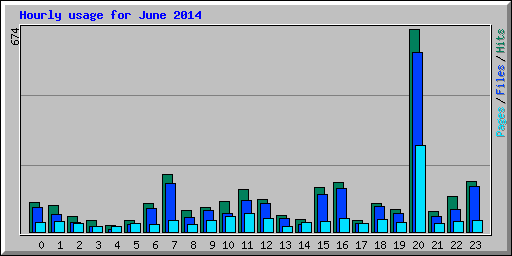 Hourly usage for June 2014
674
Pages/Files/Hits
0 1 2 3 4 5 6 7 8 9 10 11 12 13 14 15 16 17 18 19 20 21 22 23